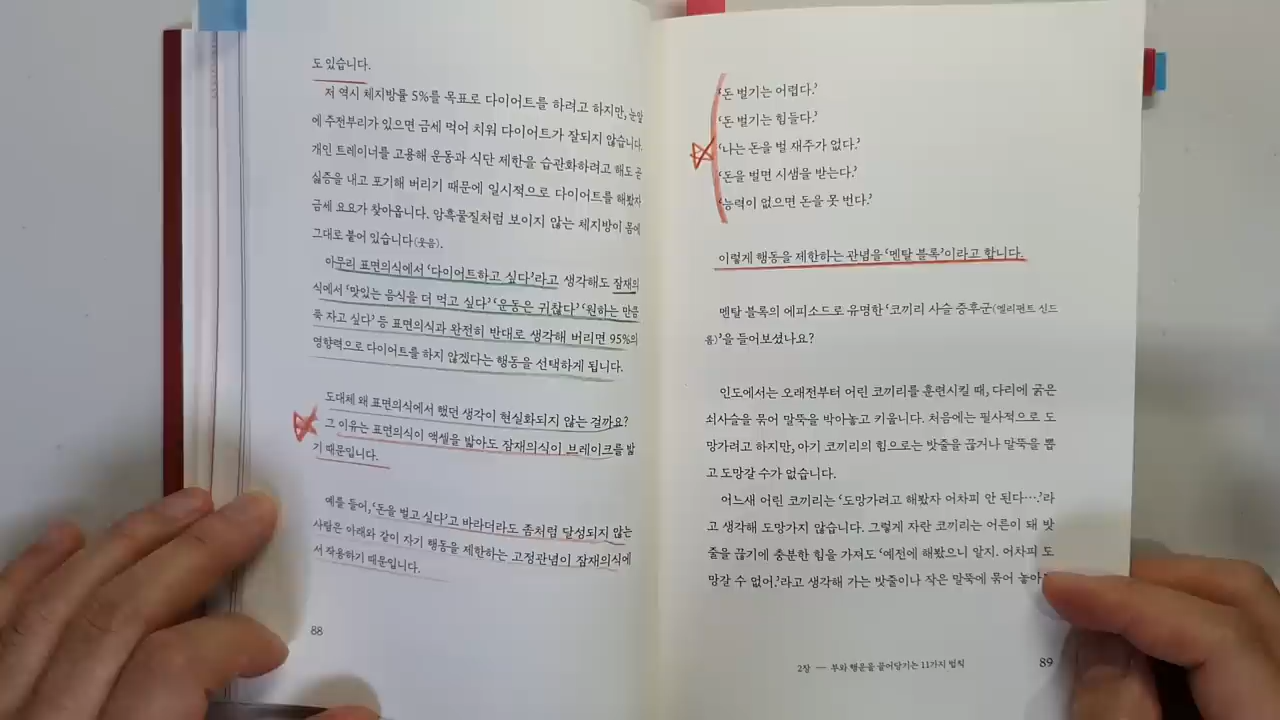 도 있습니다.
저 역시 체지방률 5%를 목표로 다이어트를 하려고 하지만, 눈앞
에 주전부리가 있으면 금세 먹어 치워 다이어트가 잘되지 않습니다.
개인 트레이너를 고용해 운동과 식단 제한을 습관화하려고 해도 곧
싫증을 내고 포기해 버리기 때문에 일시적으로 다이어트를 해봤자
금세 요요가 찾아옵니다. 암흑물질처럼 보이지 않는 체지방이 몸에
그대로 붙어 있습니다(웃음).
아무리 표면의식에서 ‘다이어트하고 싶다’라고 생각해도 잠재의
식에서 ‘맛있는 음식을 더 먹고 싶다’ ‘운동은 귀찮다’ ‘원하는 만큼
푹 자고 싶다’ 등 표면의식과 완전히 반대로 생각해 버리면 95%의
영향력으로 다이어트를 하지 않겠다는 행동을 선택하게 됩니다.
도대체 왜 표면의식에서 했던 생각이 현실화되지 않는 걸까요?
그 이유는 표면의식이 액셀을 밟아도 잠재의식이 브레이크를 밟
기 때문입니다.
예를 들어, ‘돈을 벌고 싶다’고 바라더라도 좀처럼 달성되지 않는
사람은 아래와 같이 자기 행동을 제한하는 고정관념이 잠재의식에
서 작용하기 때문입니다.
88
‘돈 벌기는 어렵다.’
‘돈 벌기는 힘들다.’
‘나는 돈을 벌 재주가 없다.’
‘돈을 벌면 시샘을 받는다.’
‘능력이 없으면 돈을 못 번다.’
이렇게 행동을 제한하는 관념을 ‘멘탈 블록’이라고 합니다.
멘탈 블록의 에피소드로 유명한 ‘코끼리 사슬 증후군(엘리펀트 신드
롬)’을 들어보셨나요?
인도에서는 오래전부터 어린 코끼리를 훈련시킬 때, 다리에 굵은
쇠사슬을 묶어 말뚝을 박아놓고 키웁니다. 처음에는 필사적으로 도
망가려고 하지만, 아기 코끼리의 힘으로는 밧줄을 끊거나 말뚝을 뽑
고 도망갈 수가 없습니다.
어느새 어린 코끼리는 ‘도망가려고 해봤자 어차피 안 된다….’라
고 생각해 도망가지 않습니다. 그렇게 자란 코끼리는 어른이 돼 밧
줄을 끊기에 충분한 힘을 가져도 ‘예전에 해봤으니 알지. 어차피 도
망갈 수 없어.’라고 생각해 가는 밧줄이나 작은 말뚝에 묶어 놓아
2장 — 부와 행운을 끌어당기는 11가지 법칙
89